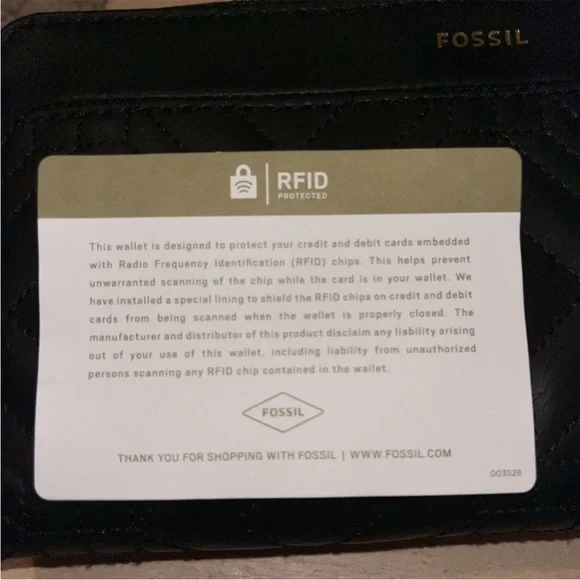 FOSSIL
RFID
PROTECTED
This wallet is designed to protect your credit and debit cards embedded
with Radio Frequency Identification (RFID) chips. This helps prevent
unwarranted scanning of the chip while the card is in your wallet. We
have installed a special lining to shield the RFID chips on credit and debit
cards from being scanned when the wallet is properly closed. The
manufacturer and distributor of this product disclaim any liability arising
out of your use of this wallet, including liability from unauthorized
persons scanning any RFID chip contained in the wallet.
FOSSIL
THANK YOU FOR SHOPPING WITH FOSSIL | WWW.FOSSIL.COM
003528